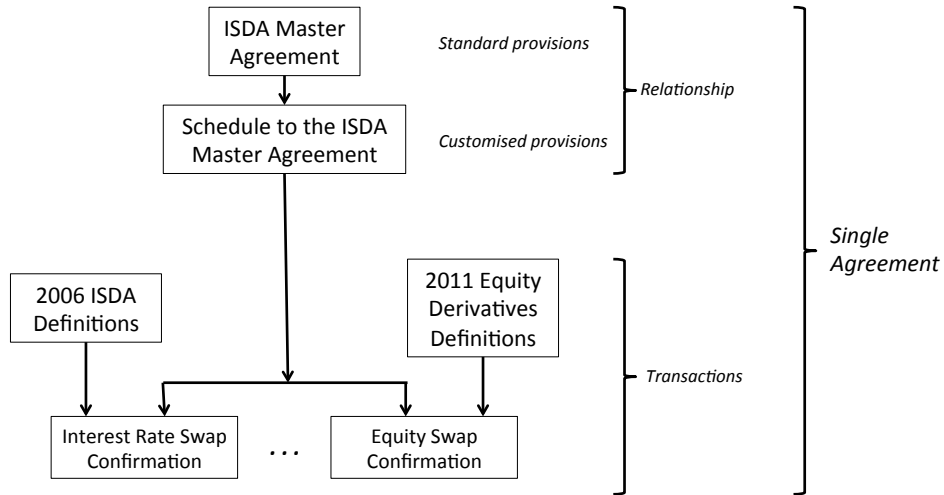 ISDA Master
Agreement
Standard provisions
Relationship
Schedule to the ISDA
Master Agreement
Customised provisions
Single
Agreement
2006 ISDA
Definitions
2011 Equity
Derivatives
Definitions
Transactions
Interest Rate Swap
Confirmation
...
Equity Swap
Confirmation